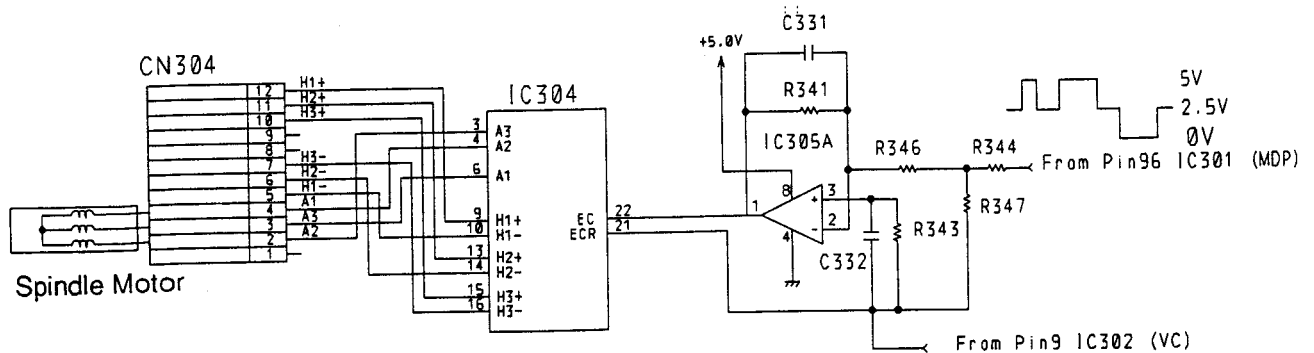 CN304
12 H1+
11 H2+
10 H3+
9
8
7 H3-
6 H2-
5 H1-
4 A1
3 A3
2 A2
1
Spindle Motor
IC304
3 A3
4 A2
6 A1
9 H1+
10 H1-
13 H2+
14 H2-
15 H3+
16 H3-
EC 22
ECR 21
+5.0V
C331
R341
IC305A
8
1
4
+ 3
- 2
C332
R343
R346
R344
R347
5V
2.5V
0V
From Pin96 IC301 (MDP)
From Pin9 IC302 (VC)